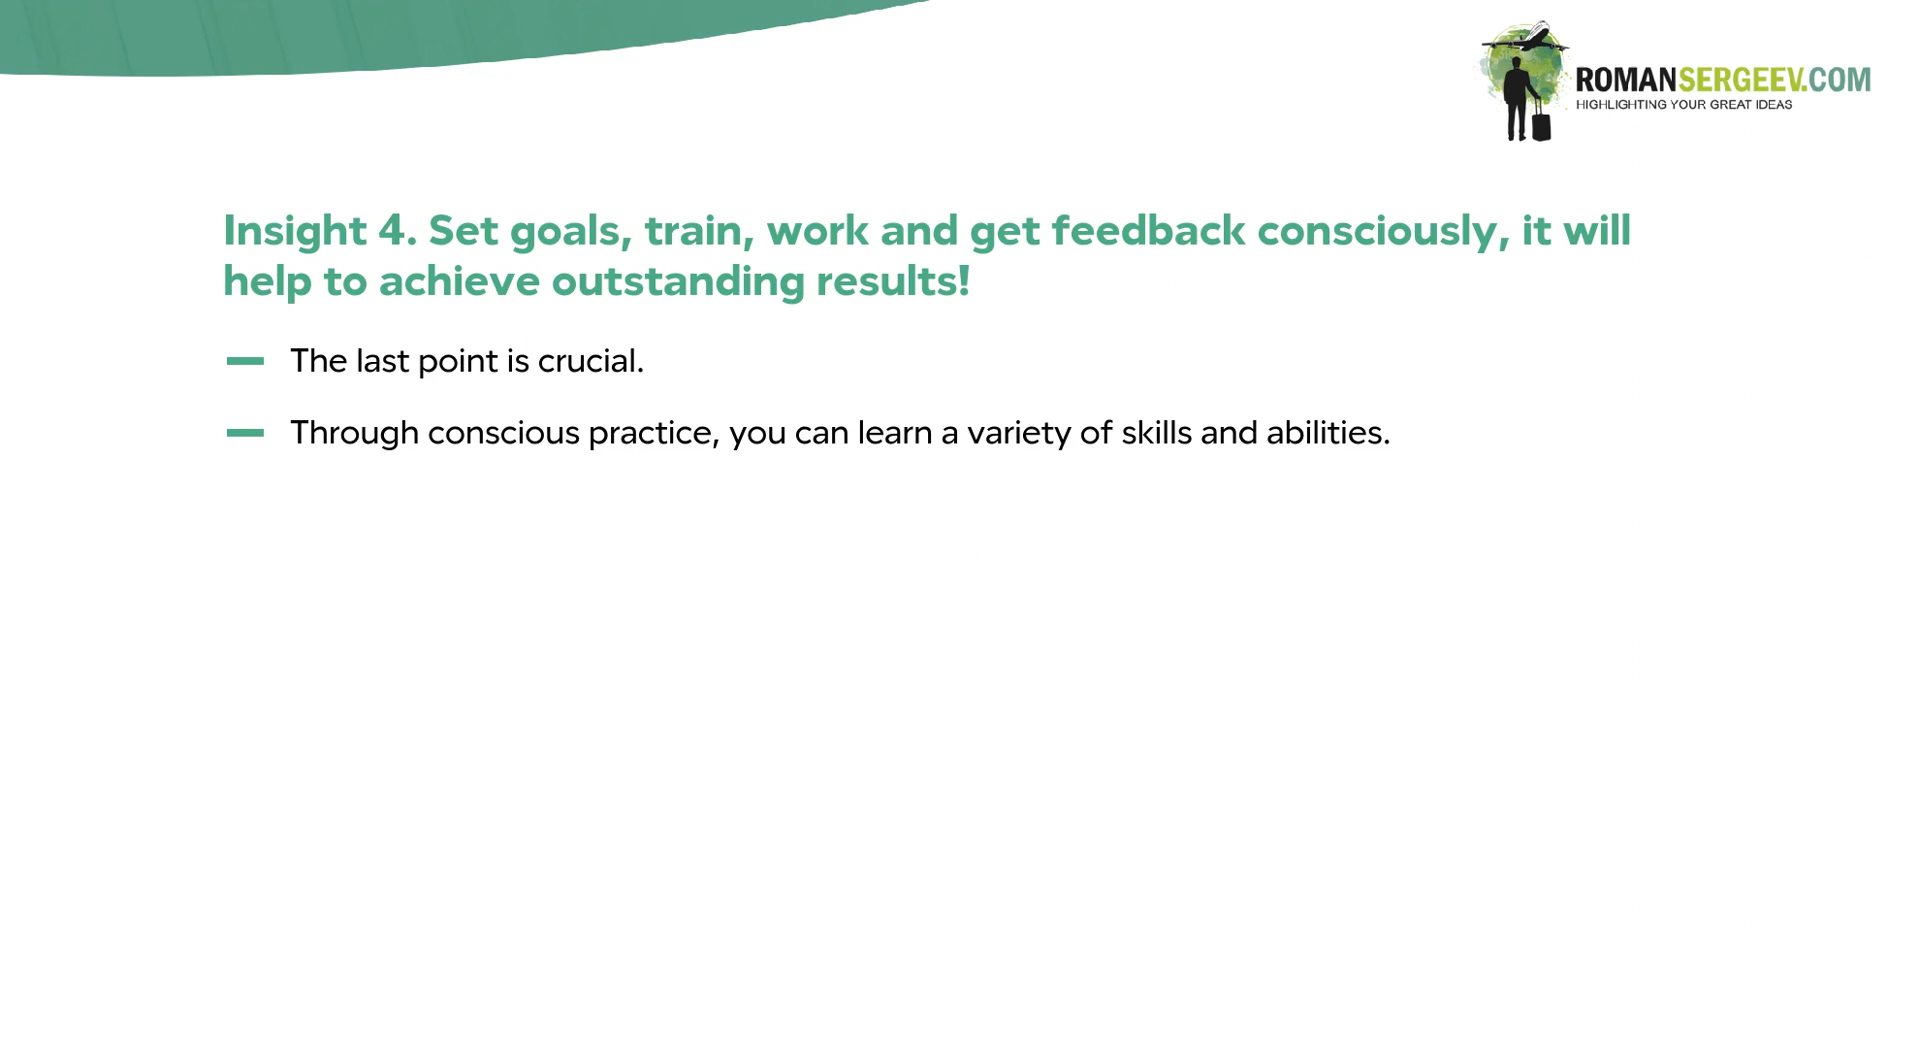 ROMANSERGEEV.COM
HIGHLIGHTING YOUR GREAT IDEAS
Insight 4. Set goals, train, work and get feedback consciously, it will
help to achieve outstanding results!
The last point is crucial.
Through conscious practice, you can learn a variety of skills and abilities.